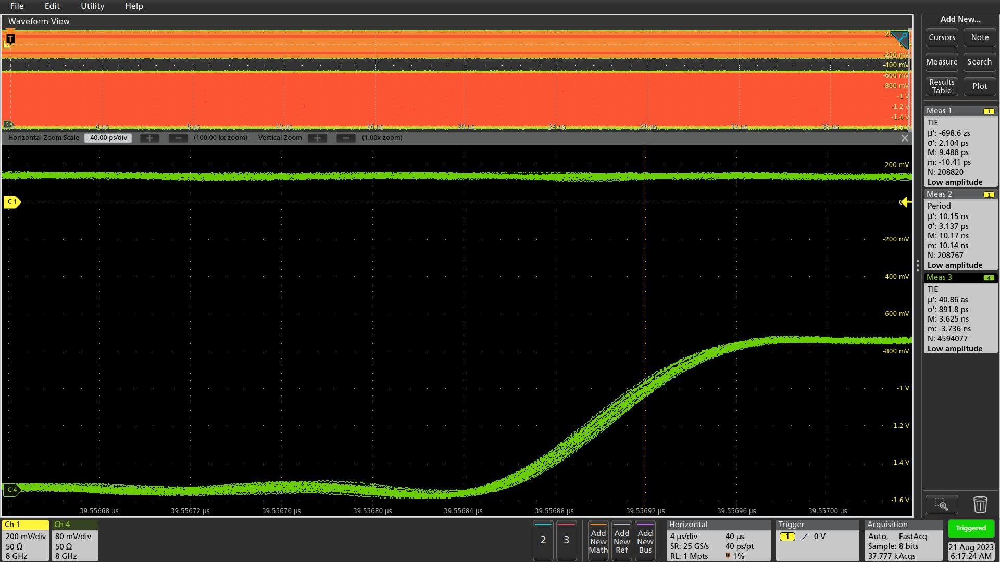 File Edit Utility Help
Waveform View
Add New...
Cursors Note
Measure Search
Results Table Plot
T
-200 mV
-400 mV
-600 mV
-800 mV
-1 V
-1.2 V
-1.4 V
C4
4 µs 8 µs 12 µs 16 µs 20 µs 24 µs 28 µs 32 µs 36 µs
Horizontal Zoom Scale 40.00 ps/div + − (100.00 kx zoom) Vertical Zoom + − (1.00x zoom)
200 mV
C 1
-200 mV
-400 mV
-600 mV
-800 mV
-1 V
-1.2 V
-1.4 V
C 4
-1.6 V
39.55668 µs 39.55672 µs 39.55676 µs 39.55680 µs 39.55684 µs 39.55688 µs 39.55692 µs 39.55696 µs 39.55700 µs
Meas 1 1
TIE
µ': -698.6 zs
σ': 2.104 ps
M: 9.488 ps
m: -10.41 ps
N: 208820
Low amplitude
Meas 2 1
Period
µ': 10.15 ns
σ': 3.137 ps
M: 10.17 ns
m: 10.14 ns
N: 208767
Low amplitude
Meas 3 4
TIE
µ': 40.86 as
σ': 891.8 ps
M: 3.625 ns
m: -3.736 ns
N: 4594077
Low amplitude
Ch 1
200 mV/div
50 Ω
8 GHz
Ch 4
80 mV/div
50 Ω
8 GHz
2
3
Add New Math
Add New Ref
Add New Bus
Horizontal
4 µs/div 40 µs
SR: 25 GS/s 40 ps/pt
RL: 1 Mpts 1%
Trigger
1 0 V
Acquisition
Auto, FastAcq
Sample: 8 bits
37.777 kAcqs
Triggered
21 Aug 2023
6:17:24 AM